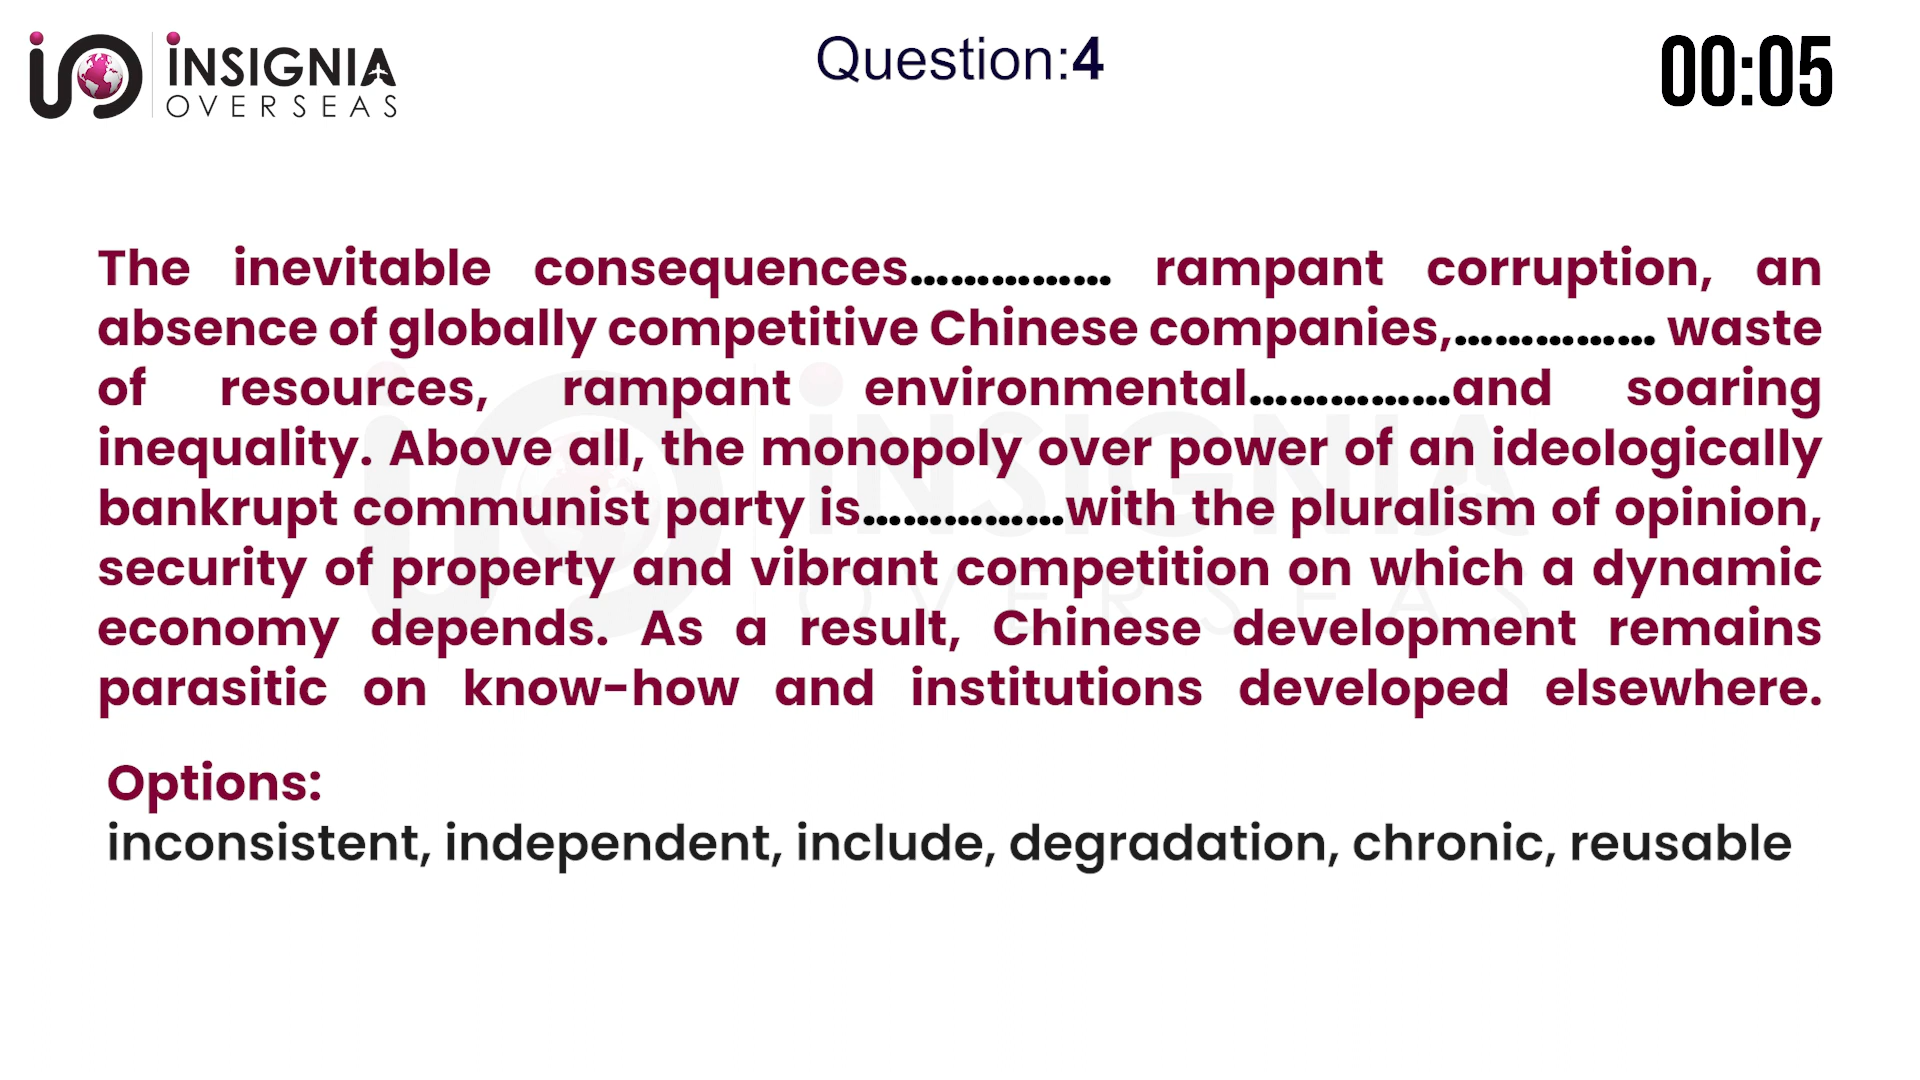 INSIGNIA
OVERSEAS
Question:4
00:05
The inevitable consequences............... rampant corruption, an
absence of globally competitive Chinese companies,............... waste
of resources, rampant environmental...............and soaring
inequality. Above all, the monopoly over power of an ideologically
bankrupt communist party is...............with the pluralism of opinion,
security of property and vibrant competition on which a dynamic
economy depends. As a result, Chinese development remains
parasitic on know-how and institutions developed elsewhere.
Options:
inconsistent, independent, include, degradation, chronic, reusable